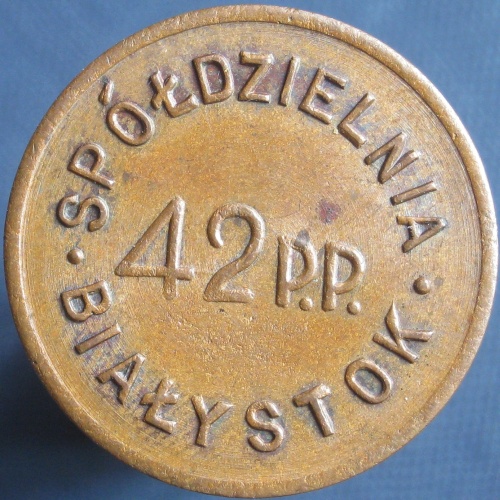 · SPÓŁDZIELNIA ·
42 P.P.
BIAŁYSTOK